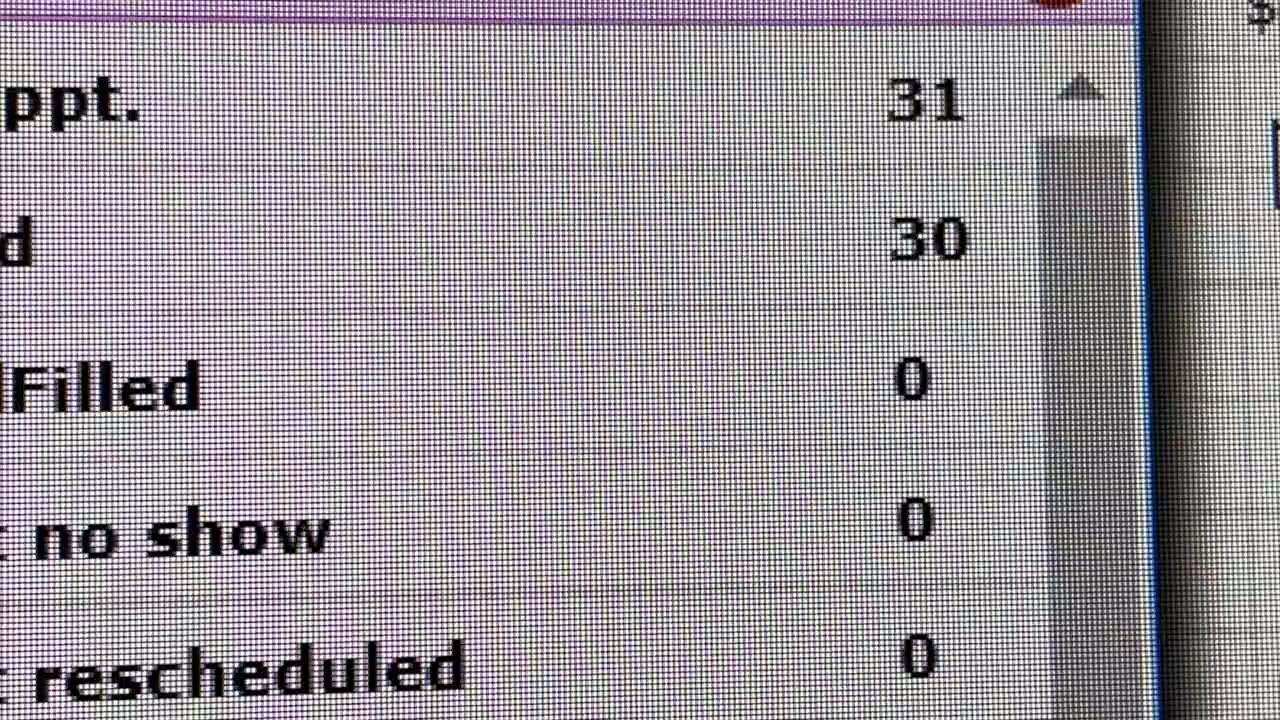 $
ppt. 31
d 30
Filled 0
no show 0
rescheduled 0